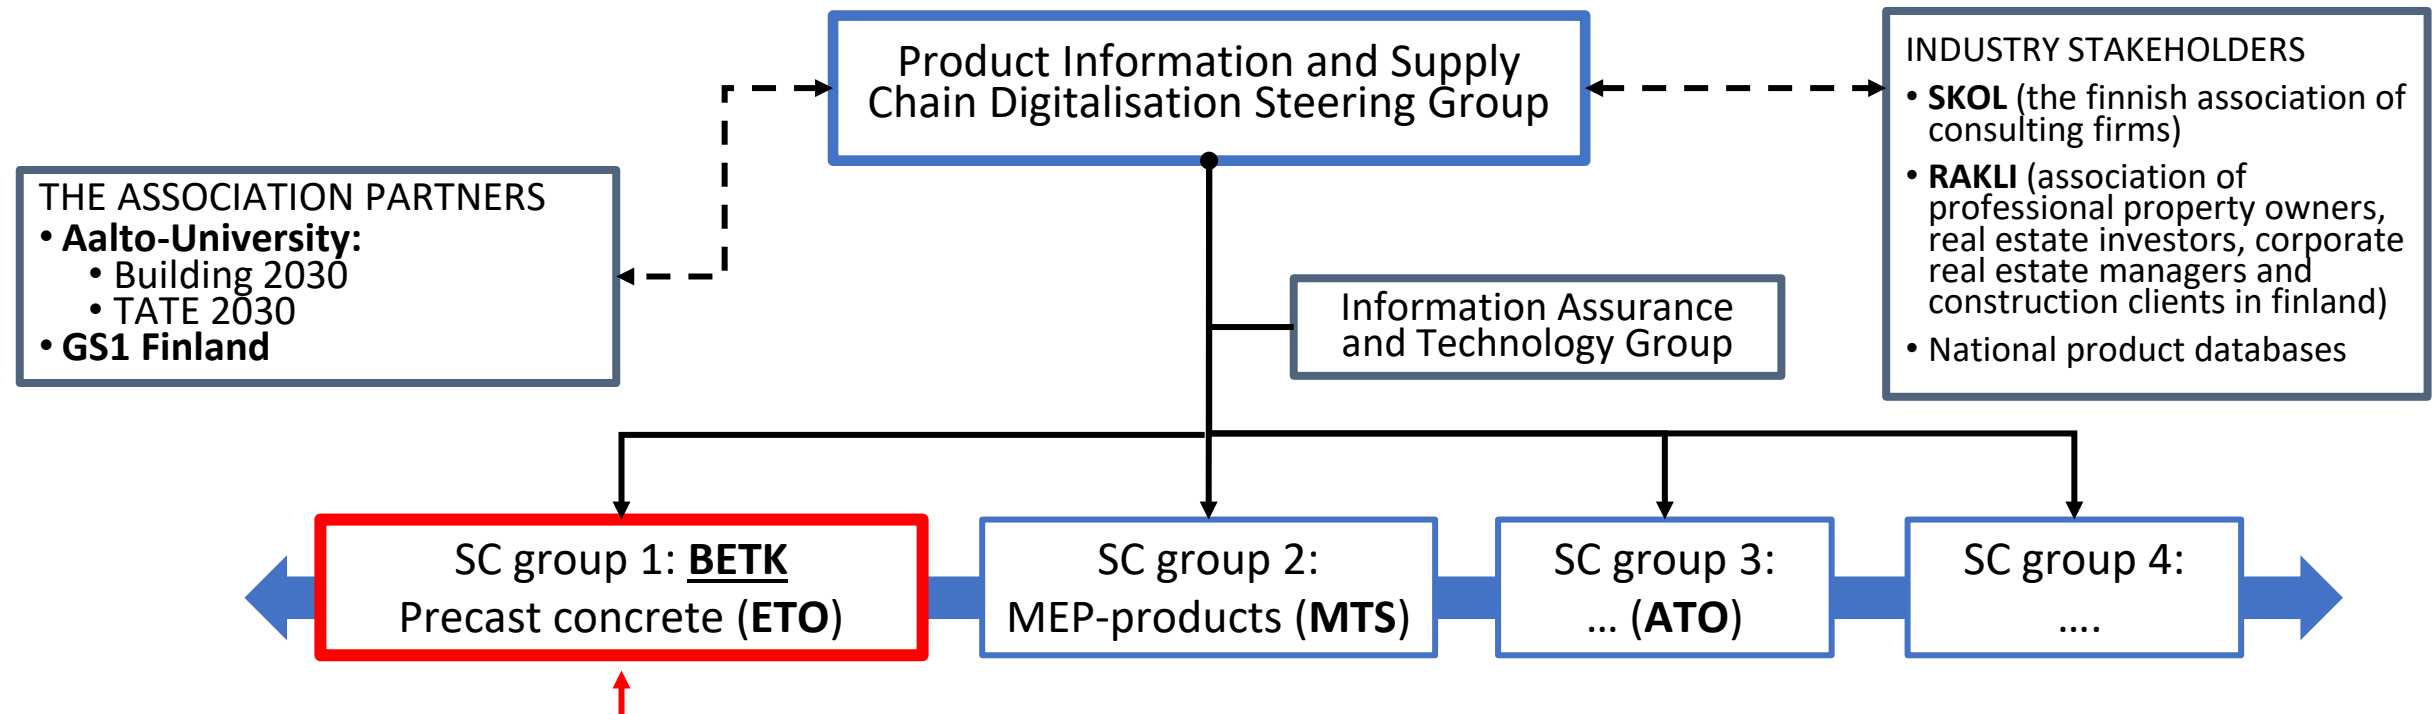 Product Information and Supply
Chain Digitalisation Steering Group
INDUSTRY STAKEHOLDERS
• SKOL (the finnish association of
consulting firms)
• RAKLI (association of
professional property owners,
real estate investors, corporate
real estate managers and
construction clients in finland)
• National product databases
THE ASSOCIATION PARTNERS
• Aalto-University:
• Building 2030
• TATE 2030
• GS1 Finland
Information Assurance
and Technology Group
SC group 1: BETK
Precast concrete (ETO)
SC group 2:
MEP-products (MTS)
SC group 3:
... (ATO)
SC group 4:
....